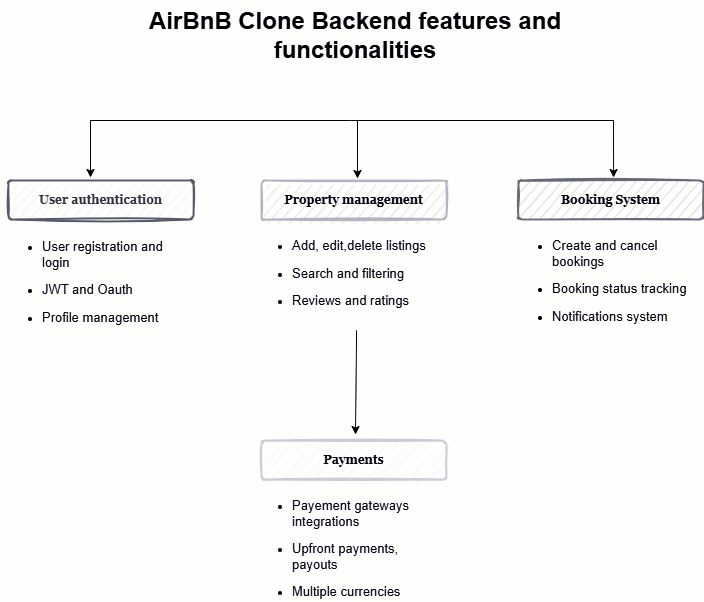 AirBnB Clone Backend features and
functionalities
User authentication
User registration and
login
JWT and Oauth
Profile management
Property management
Add, edit,delete listings
Search and filtering
Reviews and ratings
Booking System
Create and cancel
bookings
Booking status tracking
Notifications system
Payments
Payement gateways
integrations
Upfront payments,
payouts
Multiple currencies